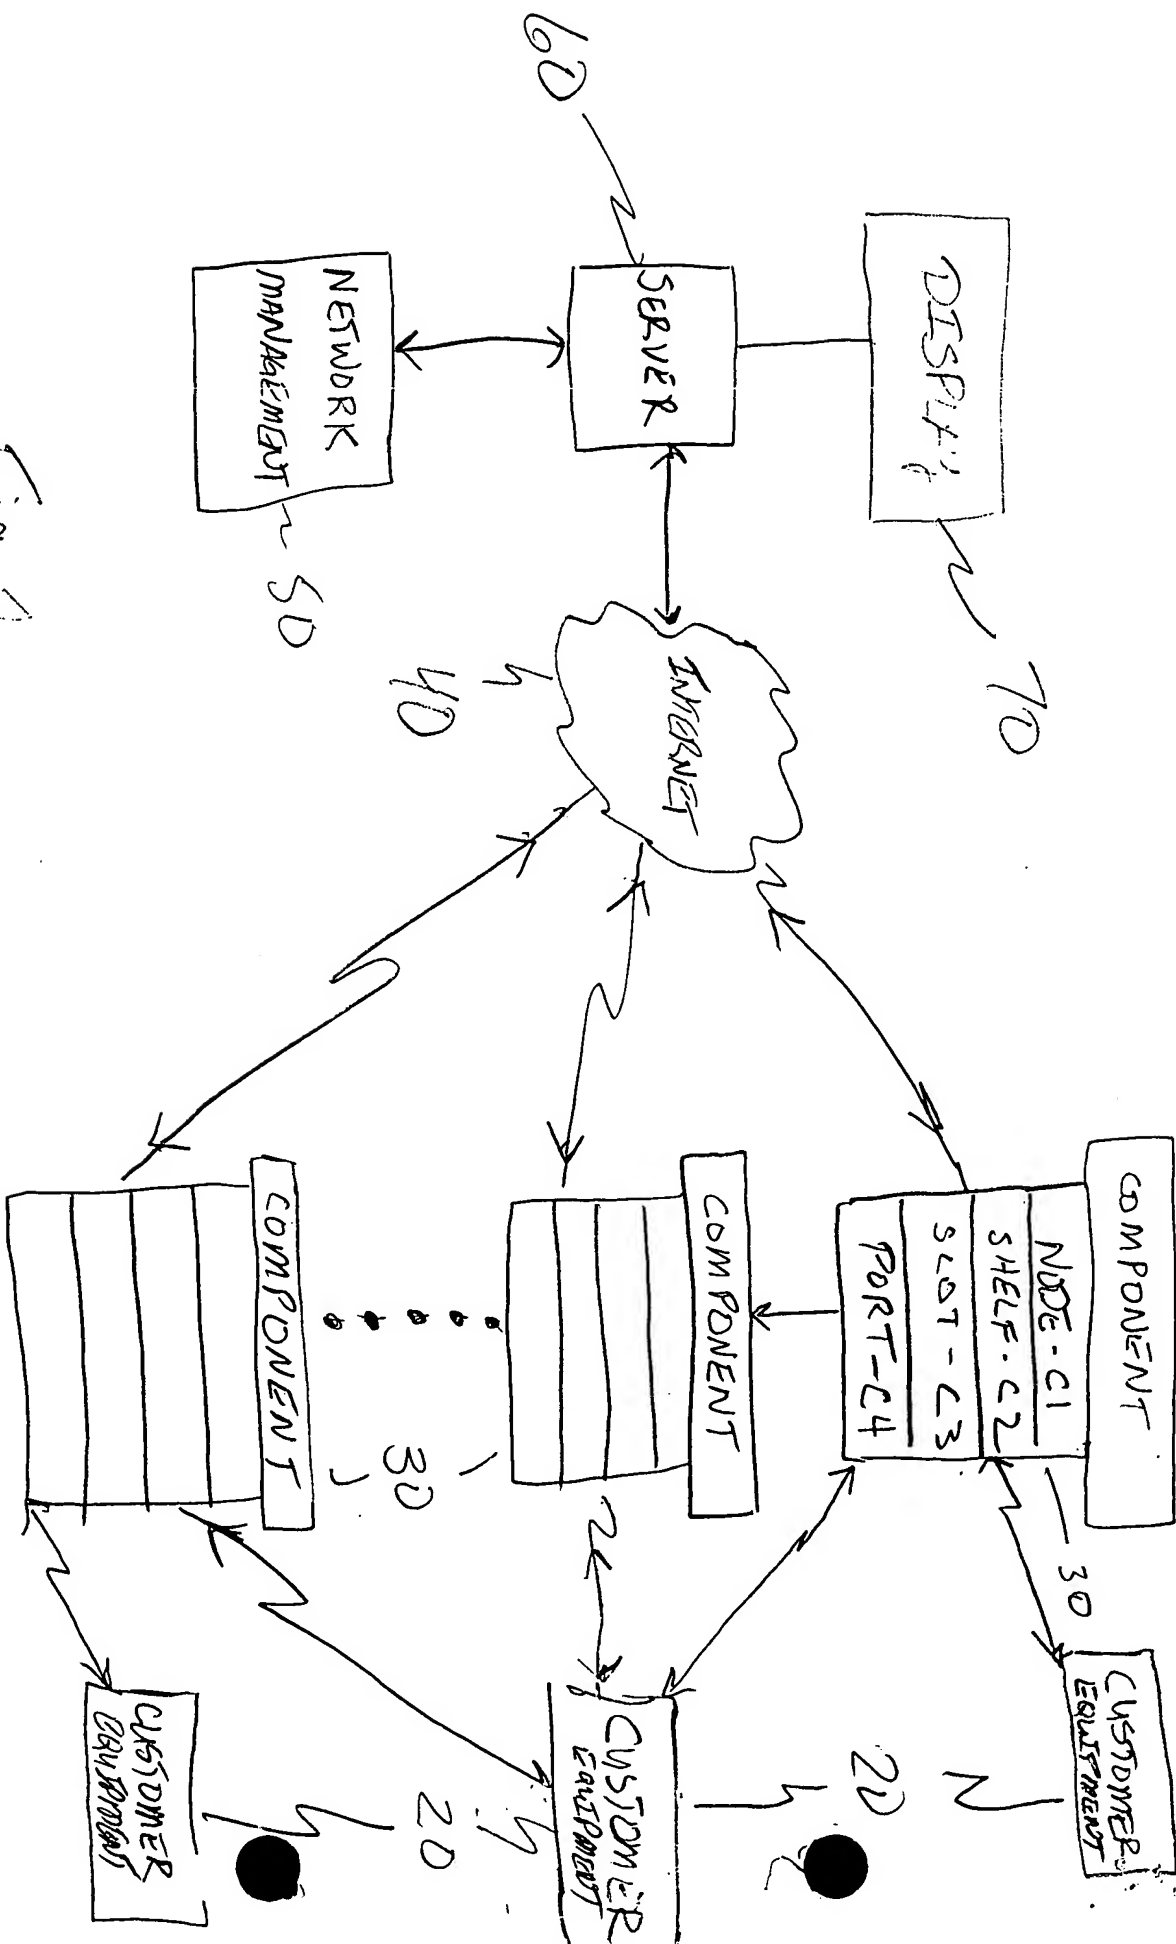 60
DISPLAY
70
SERVER
NETWORK
MANAGEMENT
50
INTERNET
40
COMPONENT
NODE-C1
SHELF-C2
SLOT-C3
PORT-C4
30
COMPONENT
30
COMPONENT
CUSTOMER
EQUIPMENT
20
CUSTOMER
EQUIPMENT
20
CUSTOMER
EQUIPMENT